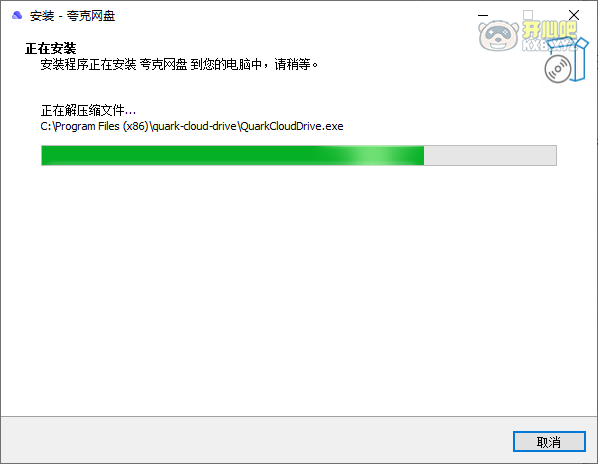 安装 - 夸克网盘
开心吧
KX8.XYZ
正在安装
安装程序正在安装 夸克网盘 到您的电脑中，请稍等。
正在解压缩文件...
C:\Program Files (x86)\quark-cloud-drive\QuarkCloudDrive.exe
取消